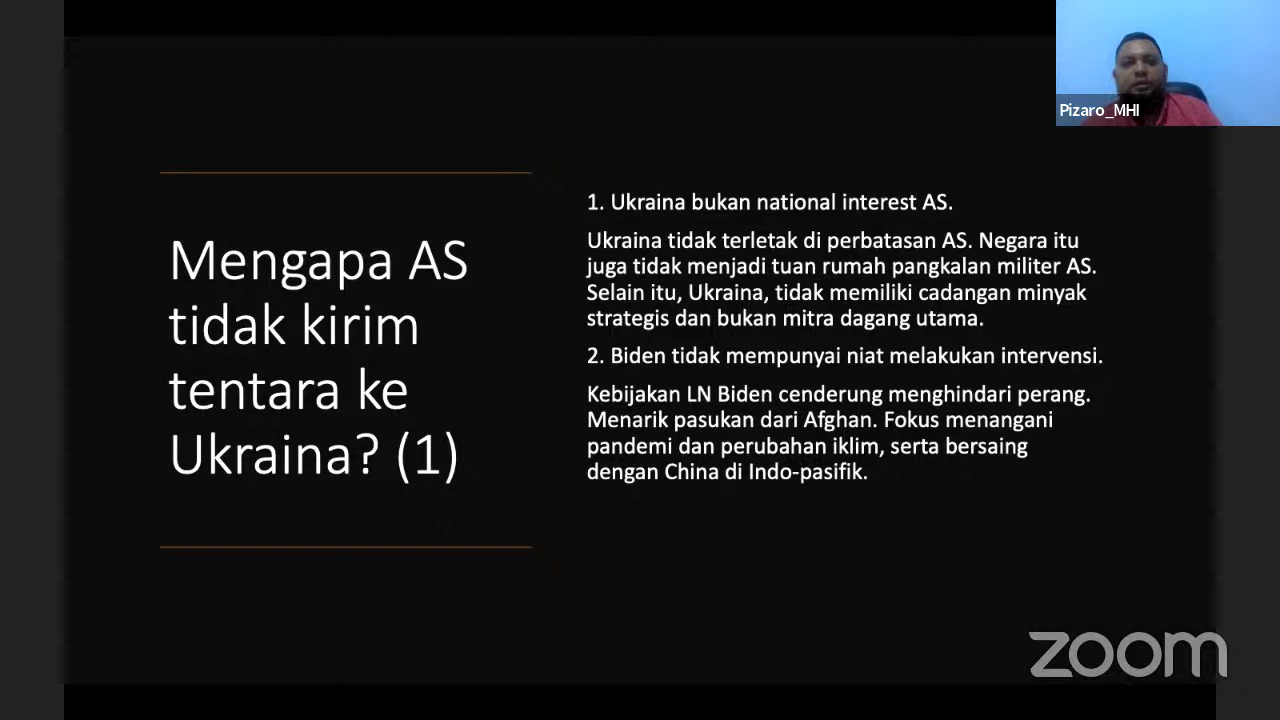 Pizaro_MHI
Mengapa AS
tidak kirim
tentara ke
Ukraina? (1)
1. Ukraina bukan national interest AS.
Ukraina tidak terletak di perbatasan AS. Negara itu
juga tidak menjadi tuan rumah pangkalan militer AS.
Selain itu, Ukraina, tidak memiliki cadangan minyak
strategis dan bukan mitra dagang utama.
2. Biden tidak mempunyai niat melakukan intervensi.
Kebijakan LN Biden cenderung menghindari perang.
Menarik pasukan dari Afghan. Fokus menangani
pandemi dan perubahan iklim, serta bersaing
dengan China di Indo-pasifik.
zoom